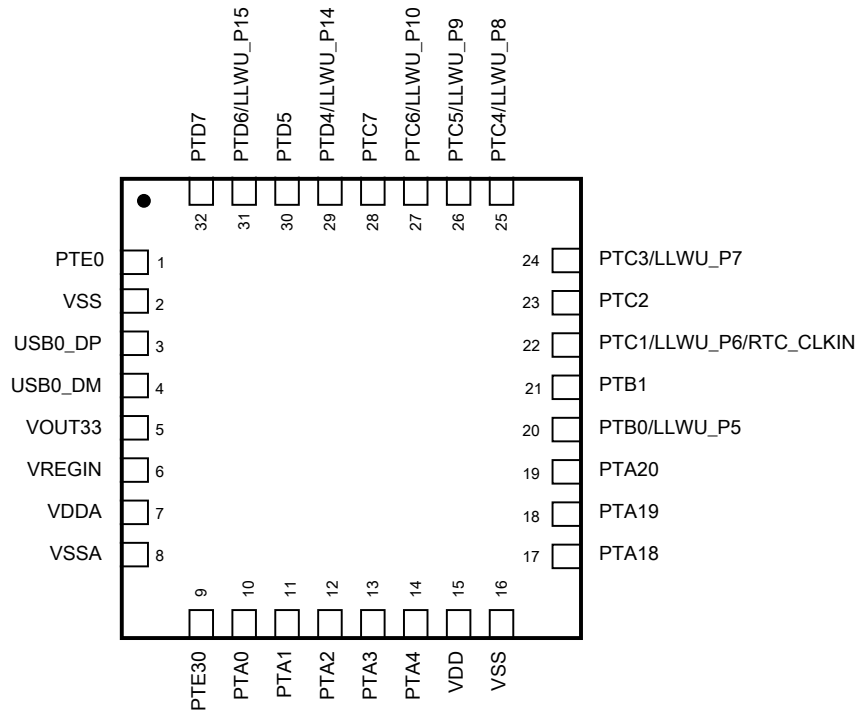 PTD7
PTD6/LLWU_P15
PTD5
PTD4/LLWU_P14
PTC7
PTC6/LLWU_P10
PTC5/LLWU_P9
PTC4/LLWU_P8
32
31
30
29
28
27
26
25
PTE0 1
VSS 2
USB0_DP 3
USB0_DM 4
VOUT33 5
VREGIN 6
VDDA 7
VSSA 8
24 PTC3/LLWU_P7
23 PTC2
22 PTC1/LLWU_P6/RTC_CLKIN
21 PTB1
20 PTB0/LLWU_P5
19 PTA20
18 PTA19
17 PTA18
9
10
11
12
13
14
15
16
PTE30
PTA0
PTA1
PTA2
PTA3
PTA4
VDD
VSS